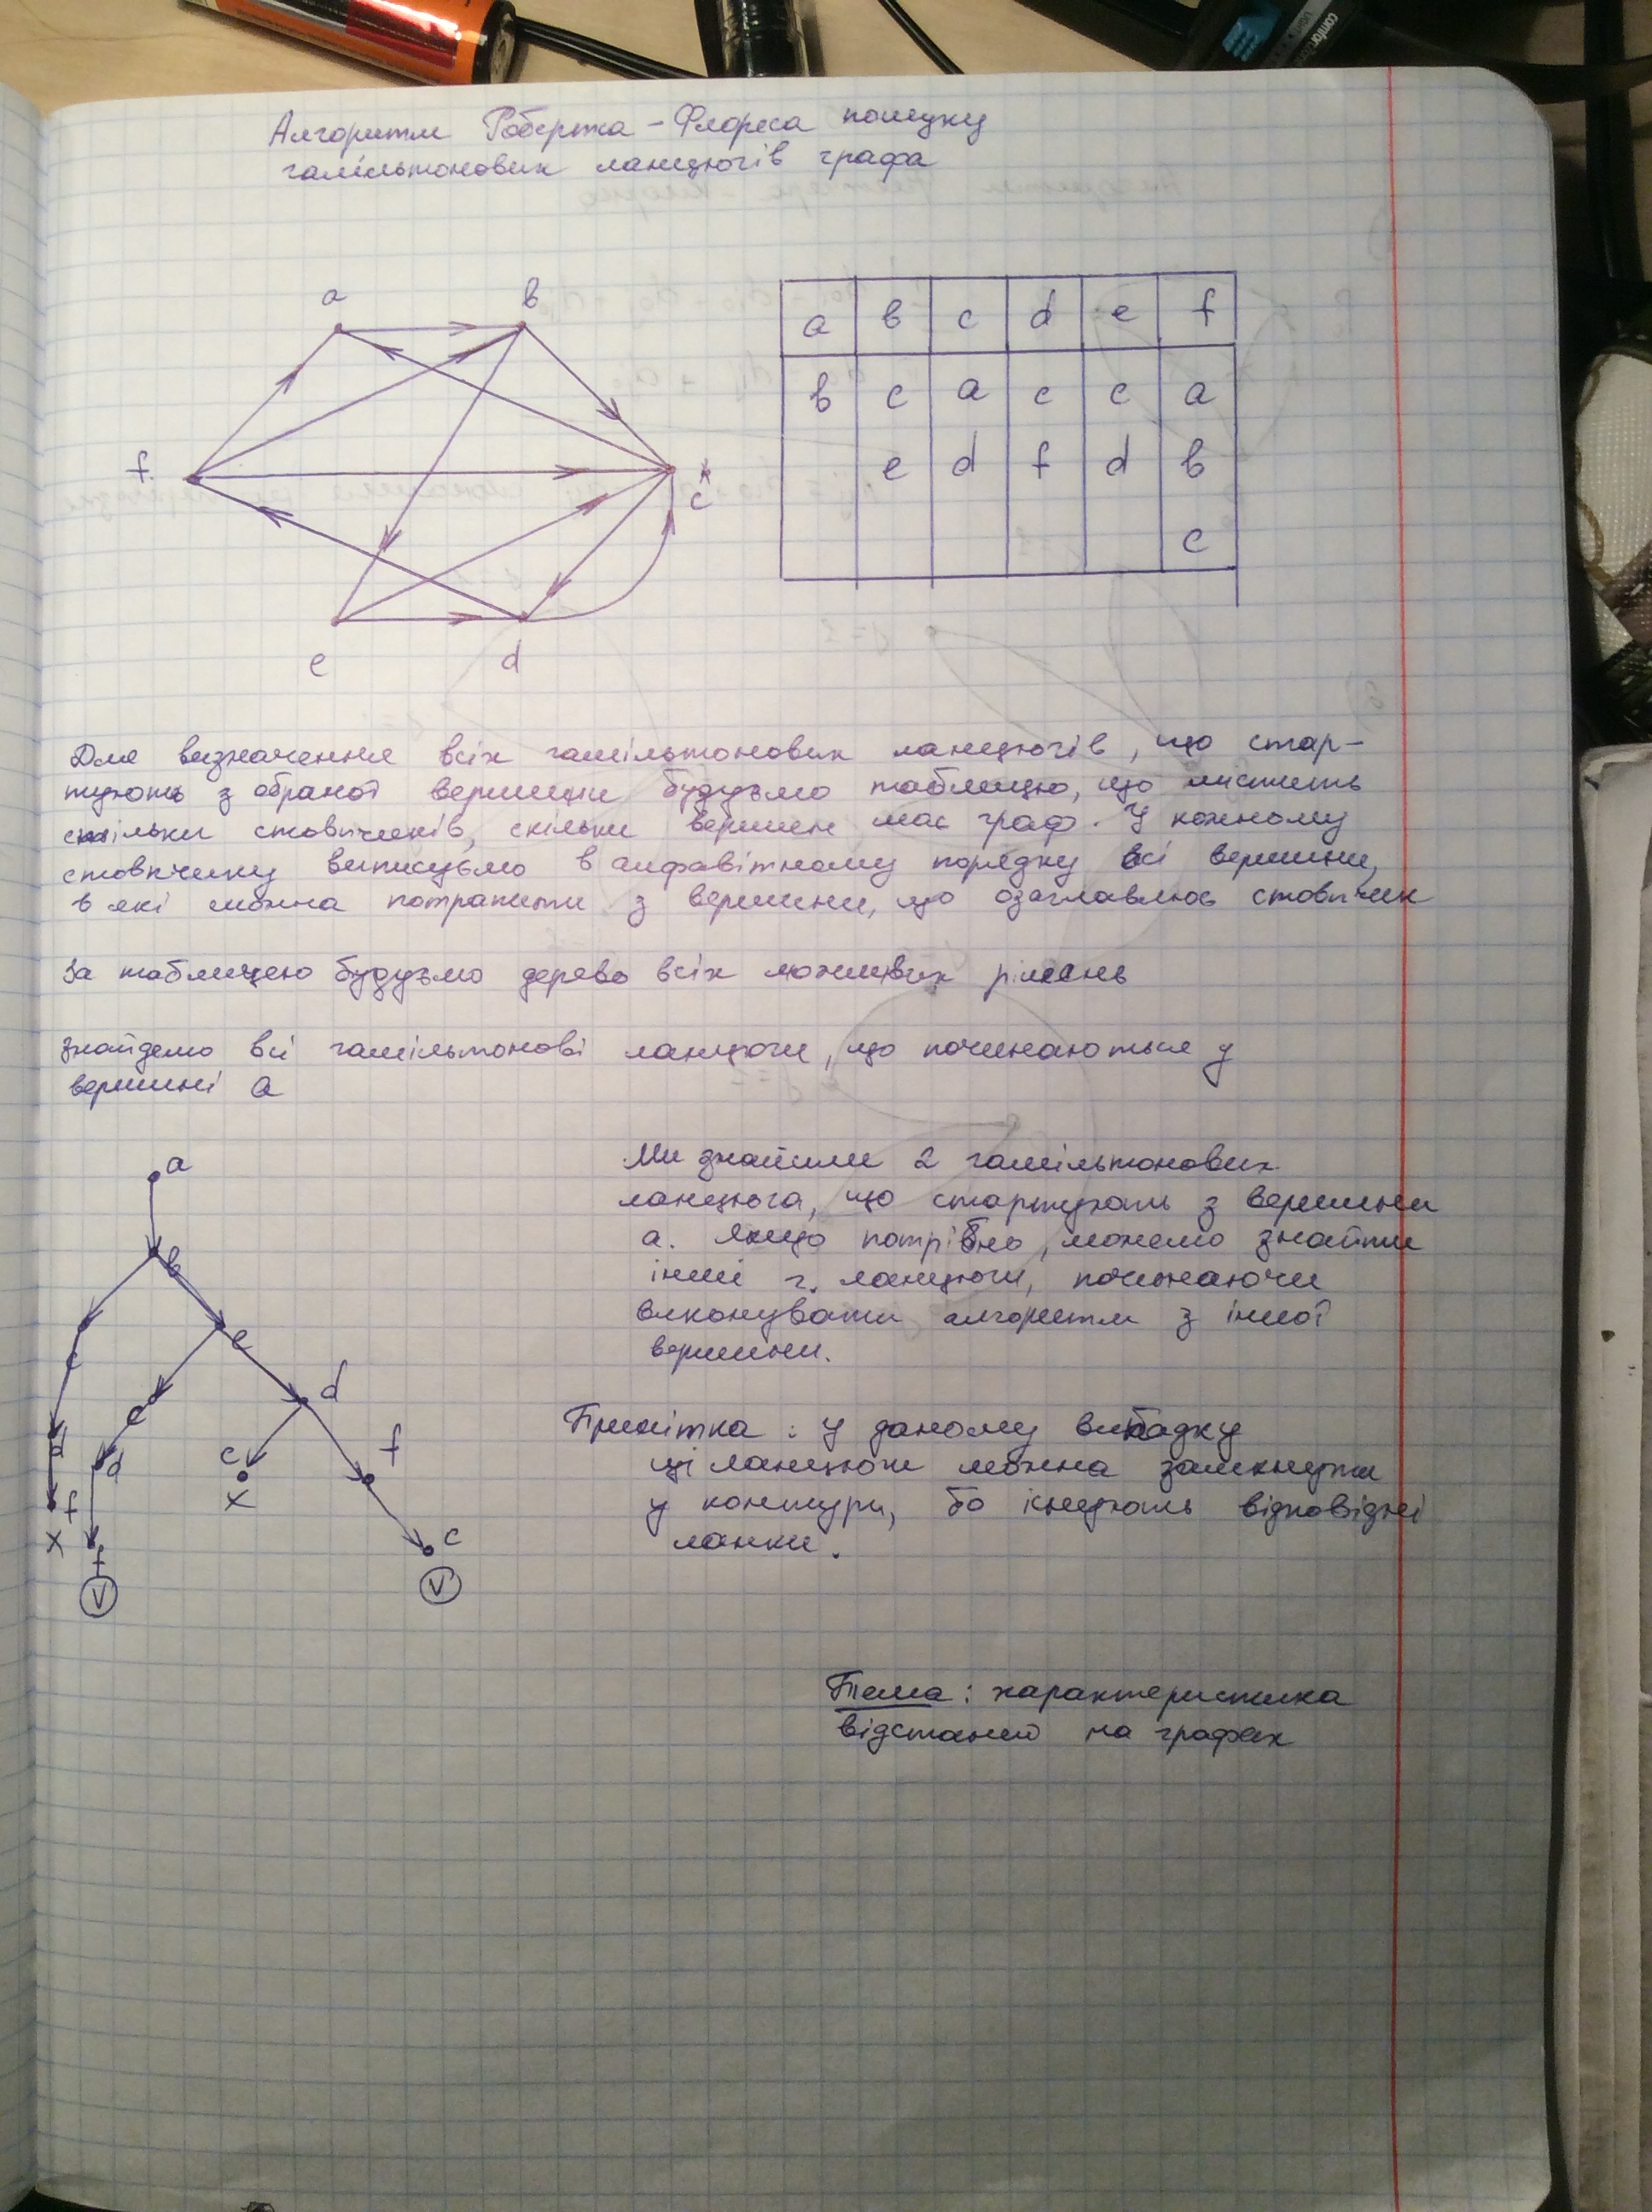 Алгоритм Робертса - Флореса пошуку
гамільтонових ланцюгів графа
a b
f c
e d
a b c d e f
b c a c c a
e d f d b
c
Для визначення всіх гамільтонових ланцюгів, що стар-
тують з обраної вершини будуємо таблицю, що містить
стільки стовпчиків, скільки вершин має граф. У кожному
стовпчику виписуємо в алфавітному порядку всі вершини,
в які можна потрапити з вершини, що озаглавлює стовпчик
За таблицею будуємо дерево всіх можливих рішень
Знайдемо всі гамільтонові ланцюги, що починаються у
вершині a
a
b
c e
e d
d d c f
f x c
x f v
v
Ми знайшли 2 гамільтонових
ланцюга, що стартують з вершини
a. Якщо потрібно, можемо знайти
інші г. ланцюги, починаючи
виконувати алгоритм з іншої
вершини.
Примітка: У даному випадку
ці ланцюги можна замкнути
у контури, бо існують відповідні
ланки.
Тема: характеристика
відстаней на графах
comfort